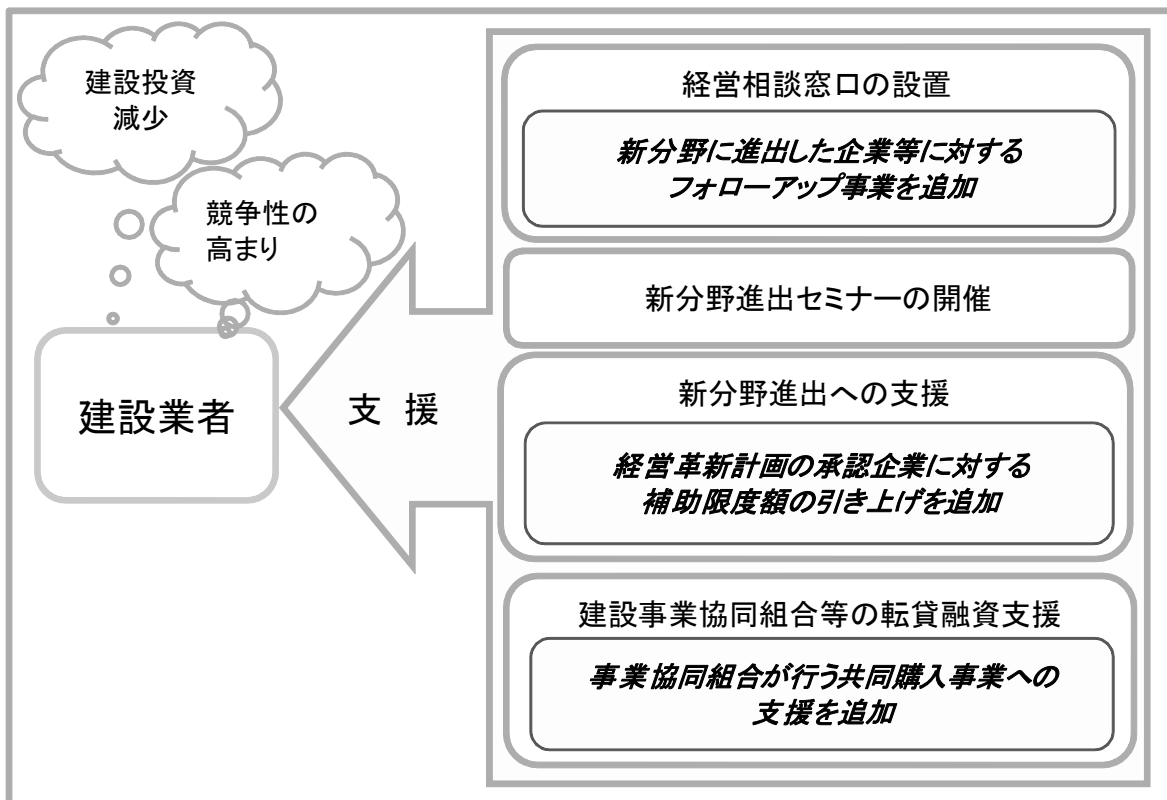 建設投資
減少
競争性の
高まり
建設業者
支 援
経営相談窓口の設置
新分野に進出した企業等に対する
フォローアップ事業を追加
新分野進出セミナーの開催
新分野進出への支援
経営革新計画の承認企業に対する
補助限度額の引き上げを追加
建設事業協同組合等の転貸融資支援
事業協同組合が行う共同購入事業への
支援を追加